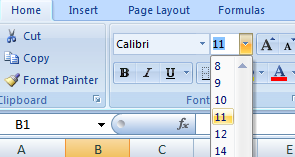 Home Insert Page Layout Formulas
Cut
Copy
Format Painter
Clipboard
Calibri 11 A A
B I U
8
9
10
11
12
14
Fon
B1 fx
A B E